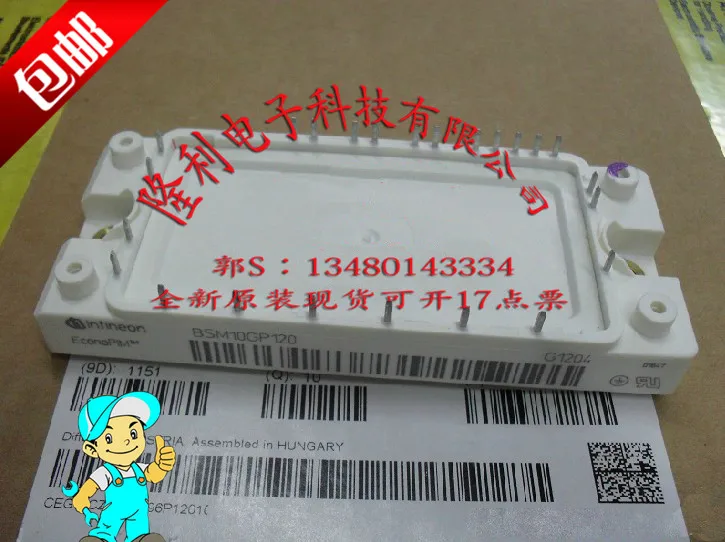 包邮
隆利电子科技有限公司
郭S：13480143334
全新原装现货可开17点票
infineon
EconoPIM™
BSM10GP120
G1204
(9D): 1151
(Q): 10
Assembled in HUNGARY